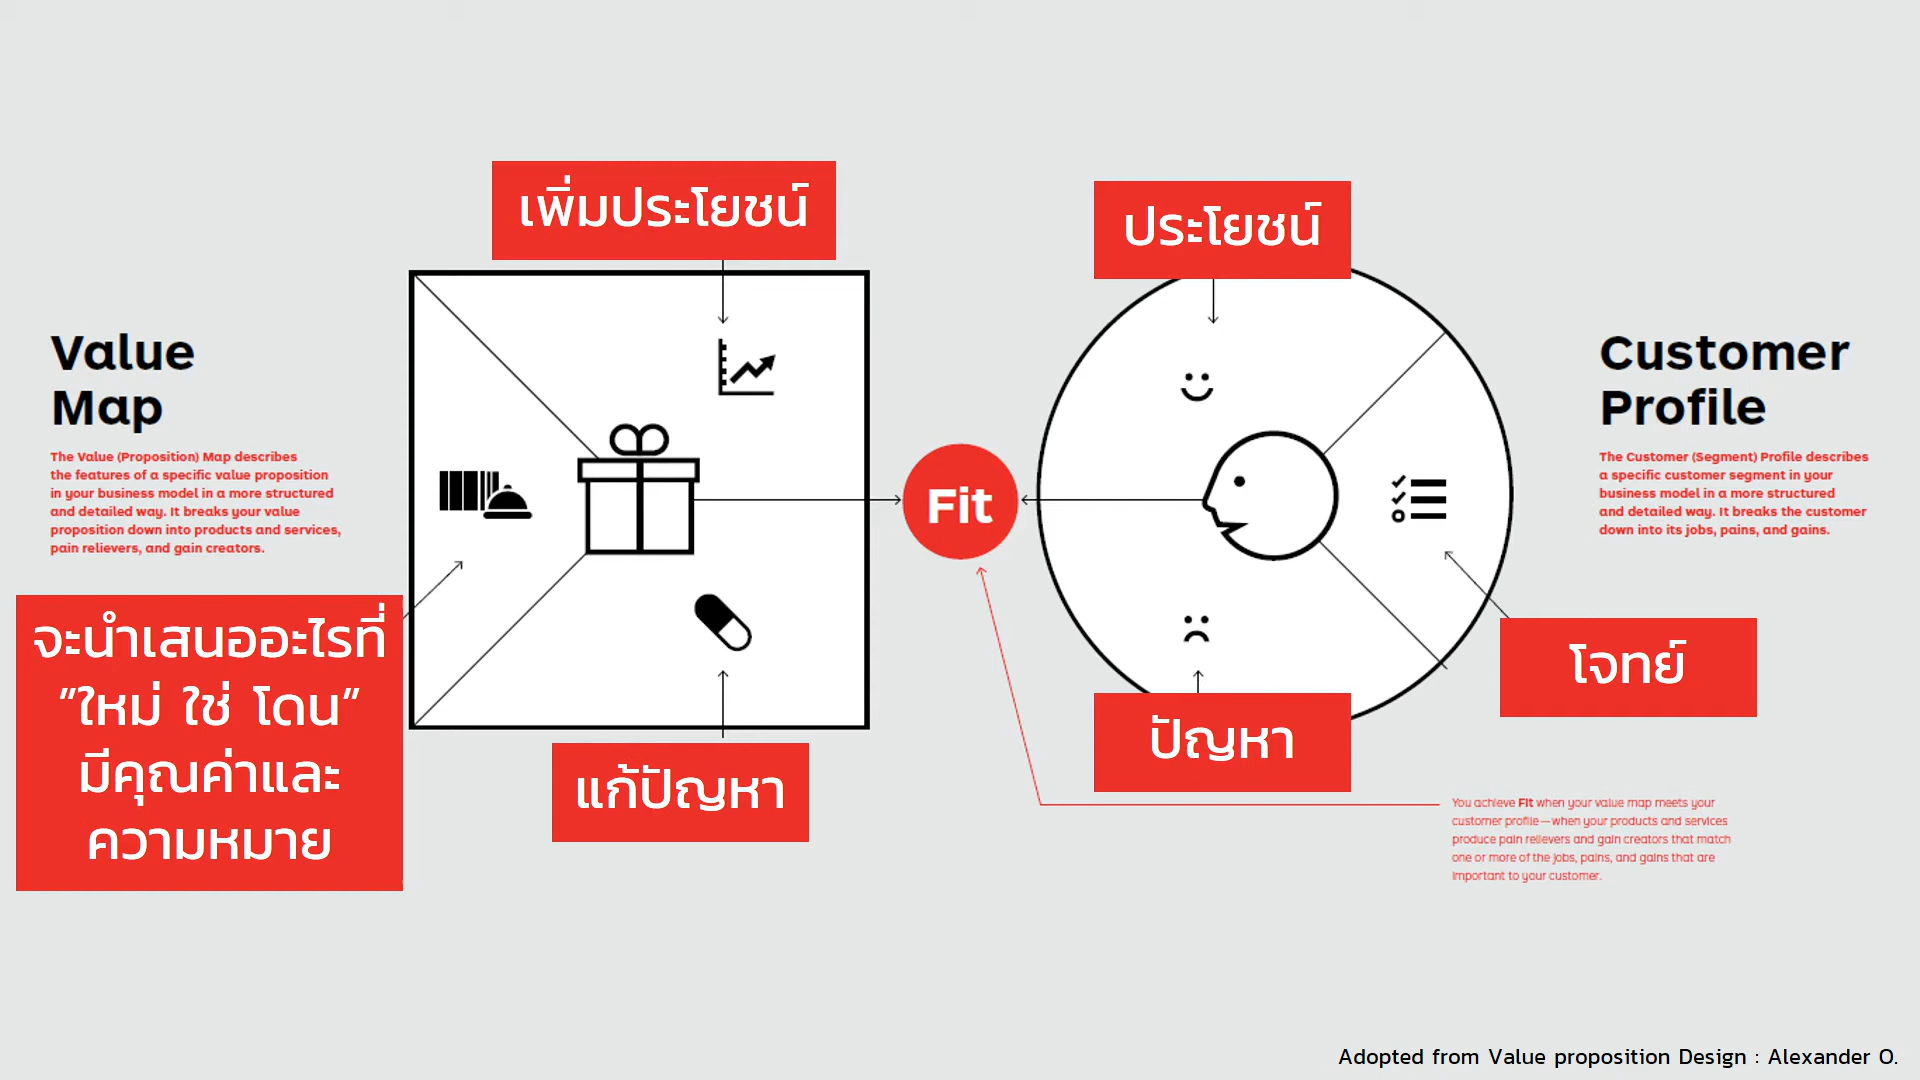 เพิ่มประโยชน์
ประโยชน์
Value
Map
The Value (Proposition) Map describes
the features of a specific value proposition
in your business model in a more structured
and detailed way. It breaks your value
proposition down into products and services,
pain relievers, and gain creators.
Fit
Customer
Profile
The Customer (Segment) Profile describes
a specific customer segment in your
business model in a more structured
and detailed way. It breaks the customer
down into its jobs, pains, and gains.
จะนำเสนออะไรที่
”ใหม่ ใช่ โดน”
มีคุณค่าและ
ความหมาย
แก้ปัญหา
ปัญหา
โจทย์
You achieve Fit when your value map meets your
customer profile—when your products and services
produce pain relievers and gain creators that match
one or more of the jobs, pains, and gains that are
important to your customer.
Adopted from Value proposition Design : Alexander O.